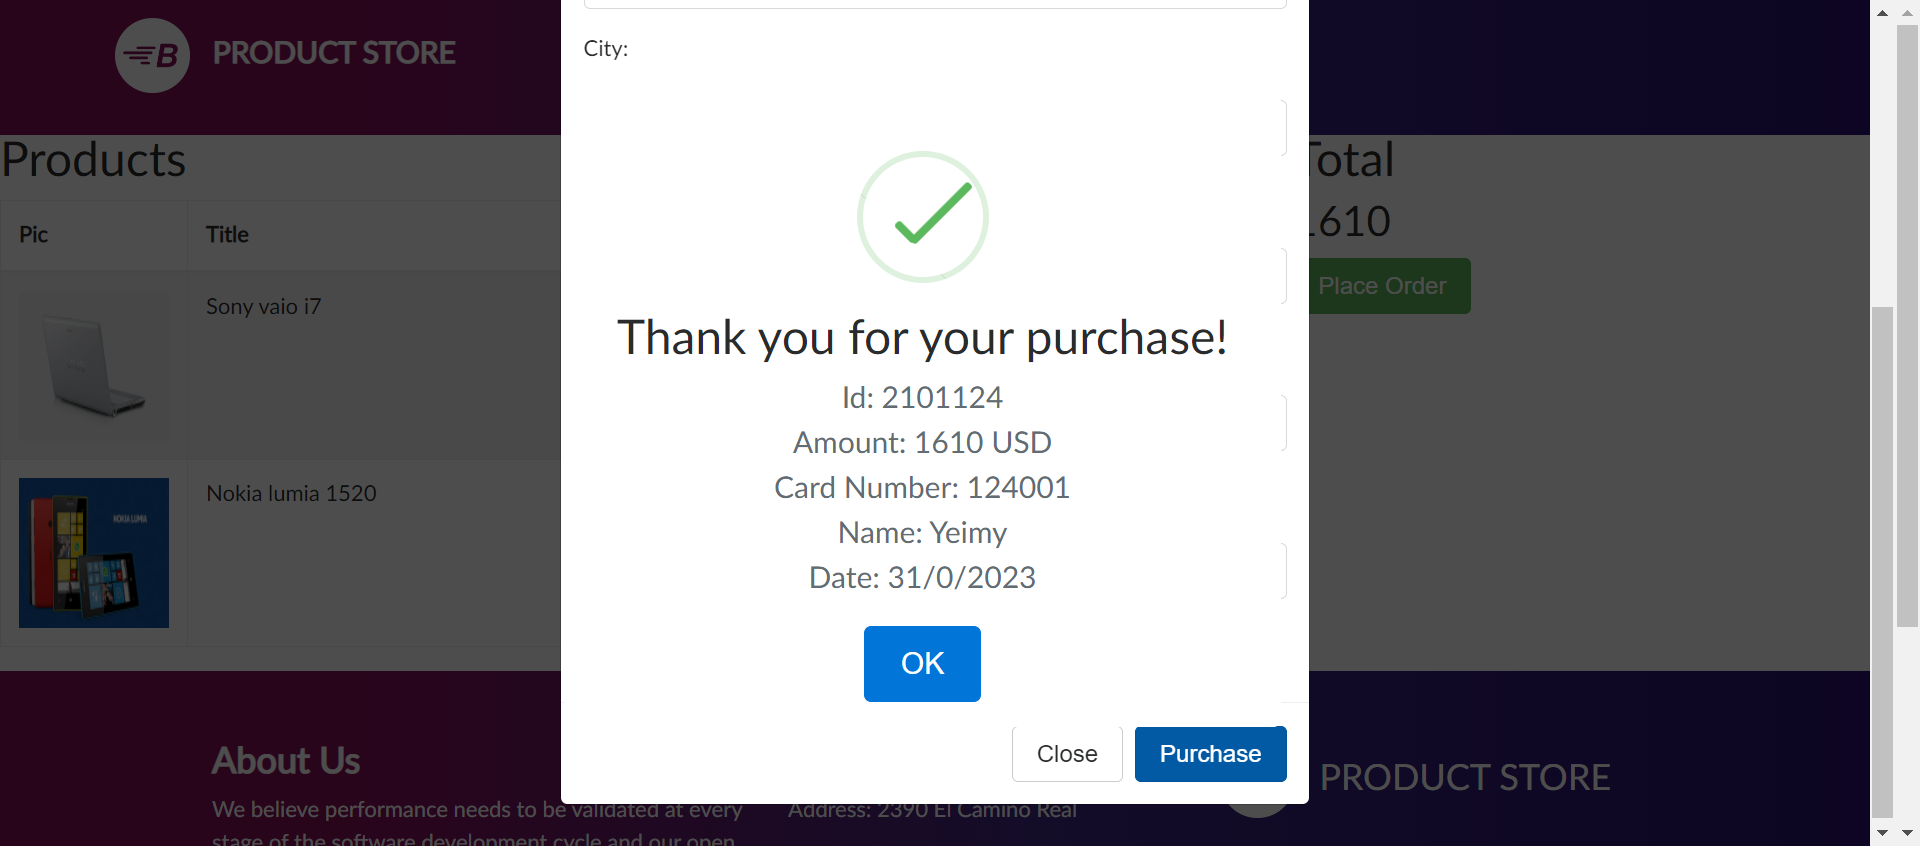 B PRODUCT STORE
City:
Products
Total
1610
Pic
Title
Place Order
Sony vaio i7
Nokia lumia 1520
NOKIA LUMIA
Thank you for your purchase!
Id: 2101124
Amount: 1610 USD
Card Number: 124001
Name: Yeimy
Date: 31/0/2023
OK
Close
Purchase
About Us
We believe performance needs to be validated at every
stage of the software development cycle and our open
Address: 2390 El Camino Real
PRODUCT STORE